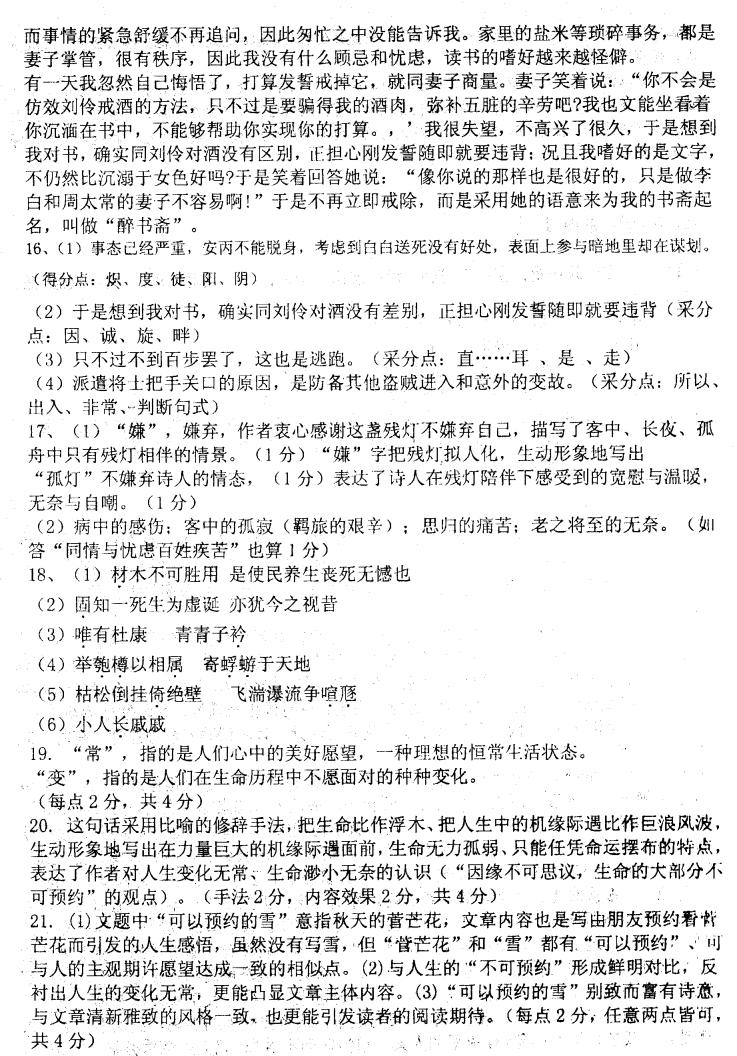 而事情的紧急舒缓不再追问，因此匆忙之中没能告诉我。家里的盐米等琐碎事务，都是
妻子掌管，很有秩序，因此我没有什么顾忌和忧虑，读书的嗜好越来越怪僻。
有一天我忽然自己悔悟了，打算发誓戒掉它，就同妻子商量。妻子笑着说：“你不会是
仿效刘伶戒酒的方法，只不过是要骗得我的酒肉，弥补五脏的辛劳吧?我也文能坐看着
你沉湎在书中，不能够帮助你实现你的打算。，’我很失望，不高兴了很久，于是想到
我对书，确实同刘伶对酒没有区别，正担心刚发誓随即就要违背；况且我嗜好的是文字，
不仍然比沉溺于女色好吗?于是笑着回答她说：“像你说的那样也是很好的，只是做李
白和周太常的妻子不容易啊!”于是不再立即戒除，而是采用她的语意来为我的书斋起
名，叫做“醉书斋”。
16、（1）事态已经严重，安丙不能脱身，考虑到白白送死没有好处，表面上参与暗地里却在谋划。
（得分点：炽、度、徒、阳、阴）
（2）于是想到我对书，确实同刘伶对酒没有差别，正担心刚发誓随即就要违背（采分
点：因、诚、旋、畔）
（3）只不过不到百步罢了，这也是逃跑。（采分点：直……耳 、是 、走）
（4）派遣将士把手关口的原因，是防备其他盗贼进入和意外的变故。（采分点：所以、
出入、非常、判断句式）
17、（1）“嫌”，嫌弃，作者衷心感谢这盏残灯不嫌弃自己，描写了客中、长夜、孤
舟中只有残灯相伴的情景。（1分）“嫌”字把残灯拟人化，生动形象地写出
“孤灯”不嫌弃诗人的情态，（1分）表达了诗人在残灯陪伴下感受到的宽慰与温暖，
无奈与自嘲。（1分）
（2）病中的感伤；客中的孤寂（羁旅的艰辛）；思归的痛苦；老之将至的无奈。（如
答“同情与忧虑百姓疾苦”也算1分）
18、（1）材木不可胜用 是使民养生丧死无憾也
（2）固知一死生为虚诞 亦犹今之视昔
（3）唯有杜康 青青子衿
（4）举匏樽以相属 寄蜉蝣于天地
（5）枯松倒挂倚绝壁 飞湍瀑流争喧豗
（6）小人长戚戚
19. “常”，指的是人们心中的美好愿望，一种理想的恒常生活状态。
“变”，指的是人们在生命历程中不愿面对的种种变化。
（每点2分，共4分）
20. 这句话采用比喻的修辞手法，把生命比作浮木、把人生中的机缘际遇比作巨浪风波，
生动形象地写出在力量巨大的机缘际遇面前，生命无力孤弱、只能任凭命运摆布的特点，
表达了作者对人生变化无常、生命渺小无奈的认识（“因缘不可思议，生命的大部分不
可预约”的观点）。（手法2分，内容效果2分，共4分）
21. (1)文题中“可以预约的雪”意指秋天的菅芒花，文章内容也是写由朋友预约看菅
芒花而引发的人生感悟，虽然没有写雪，但“菅芒花”和“雪”都有“可以预约”、可
与人的主观期许愿望达成一致的相似点。(2)与人生的“不可预约”形成鲜明对比，反
衬出人生的变化无常，更能凸显文章主体内容。(3)“可以预约的雪”别致而富有诗意，
与文章清新雅致的风格一致，也更能引发读者的阅读期待。（每点2分，任意两点皆可，
共4分）